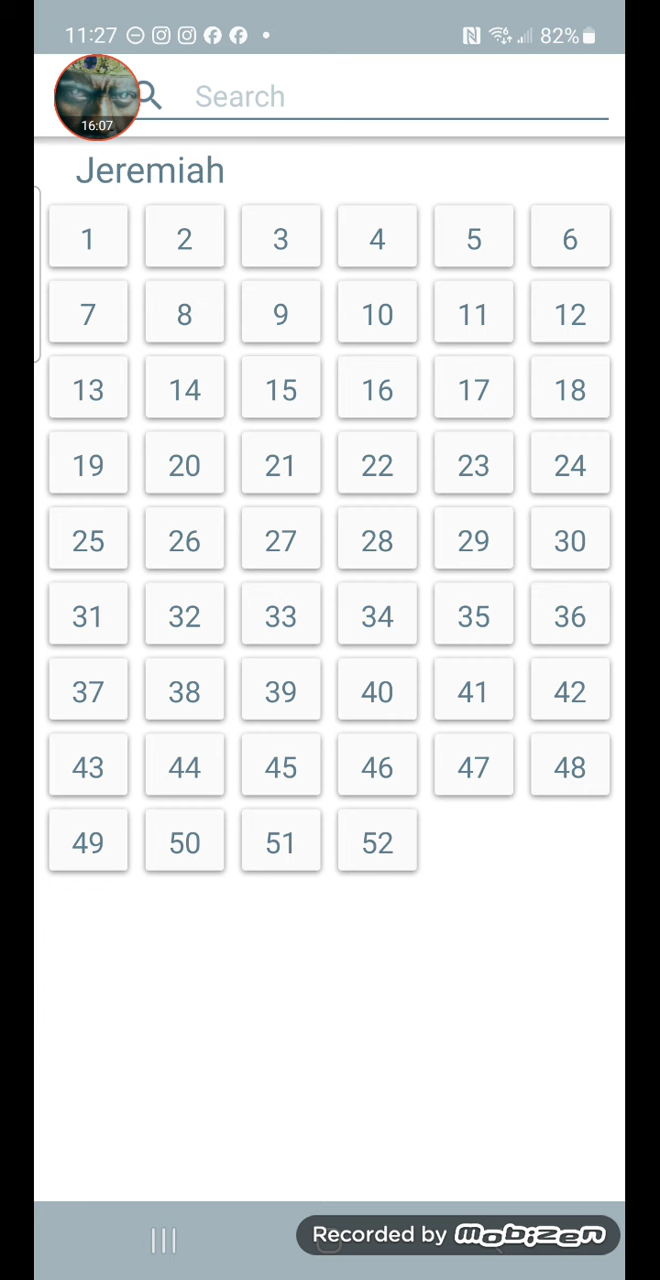 11:27 82%
Search
16:07
Jeremiah
1 2 3 4 5 6
7 8 9 10 11 12
13 14 15 16 17 18
19 20 21 22 23 24
25 26 27 28 29 30
31 32 33 34 35 36
37 38 39 40 41 42
43 44 45 46 47 48
49 50 51 52
Recorded by mobizen